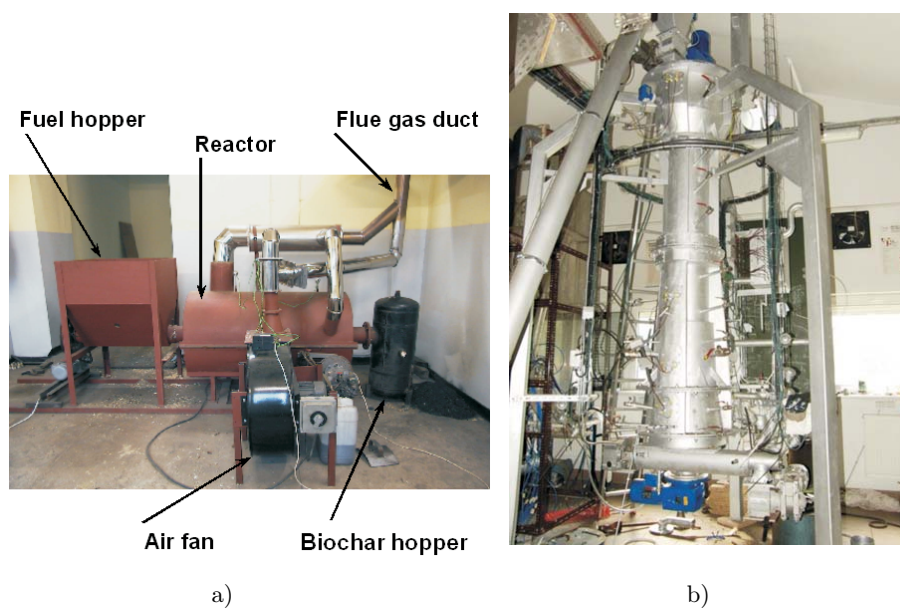 Fuel hopper
Reactor
Flue gas duct
Air fan
Biochar hopper
a)
b)